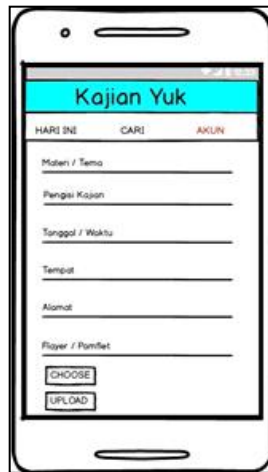 Kajian Yuk
HARI INI CARI AKUN
Materi / Tema
Pengisi Kajian
Tanggal / Waktu
Tempat
Alamat
Flayer / Pamflet
CHOOSE
UPLOAD